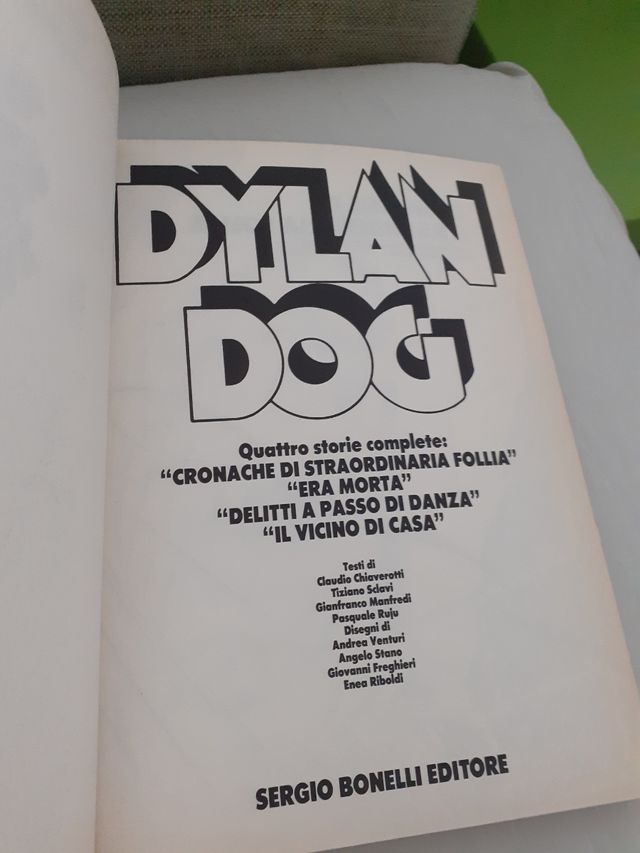 DYLAN
DOG
Quattro storie complete:
“CRONACHE DI STRAORDINARIA FOLLIA”
“ERA MORTA”
“DELITTI A PASSO DI DANZA”
“IL VICINO DI CASA”
Testi di
Claudio Chiaverotti
Tiziano Sclavi
Gianfranco Manfredi
Pasquale Ruju
Disegni di
Andrea Venturi
Angelo Stano
Giovanni Freghieri
Enea Riboldi
SERGIO BONELLI EDITORE